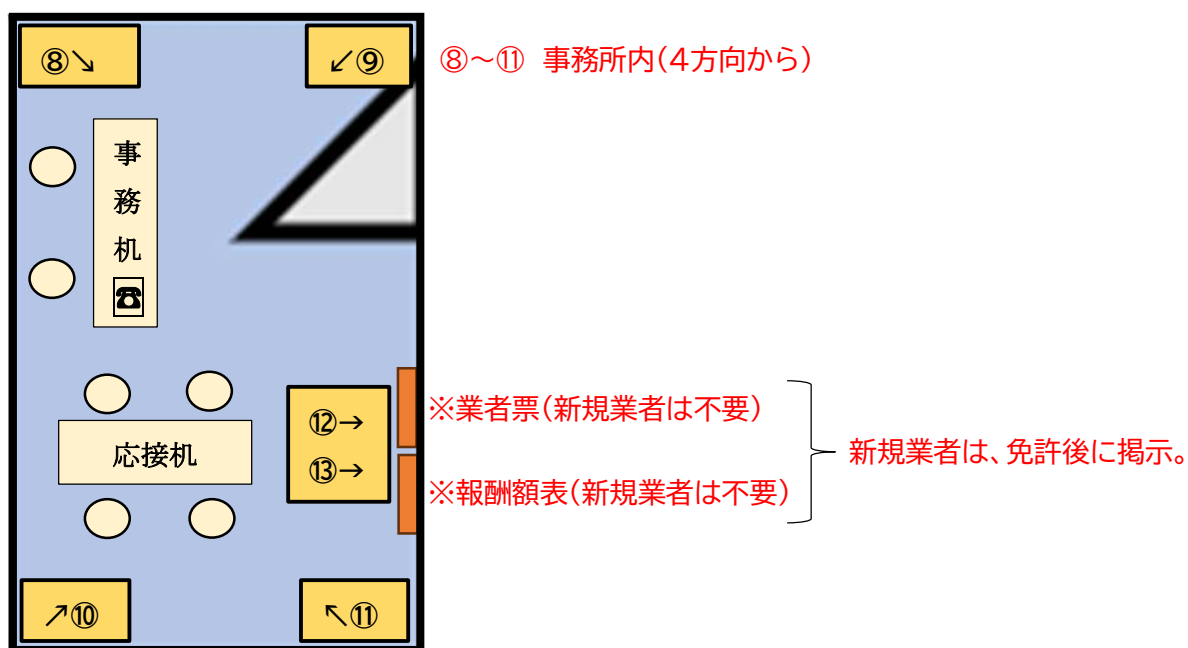 ⑧↘
↙⑨
⑧～⑪ 事務所内(4方向から)
事務机☎
⑫→
⑬→
※業者票(新規業者は不要)
新規業者は、免許後に掲示。
応接机
※報酬額表(新規業者は不要)
↗⑩
↖⑪